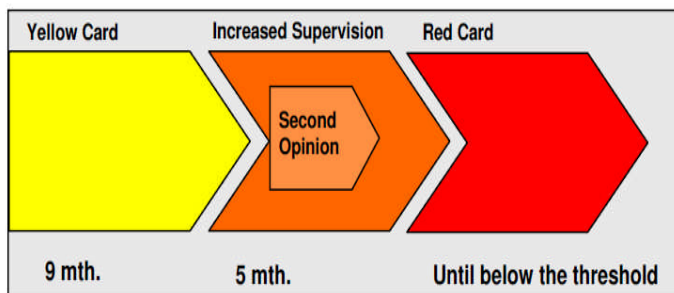 Yellow Card
Increased Supervision
Red Card
Second
Opinion
9 mth.
5 mth.
Until below the threshold